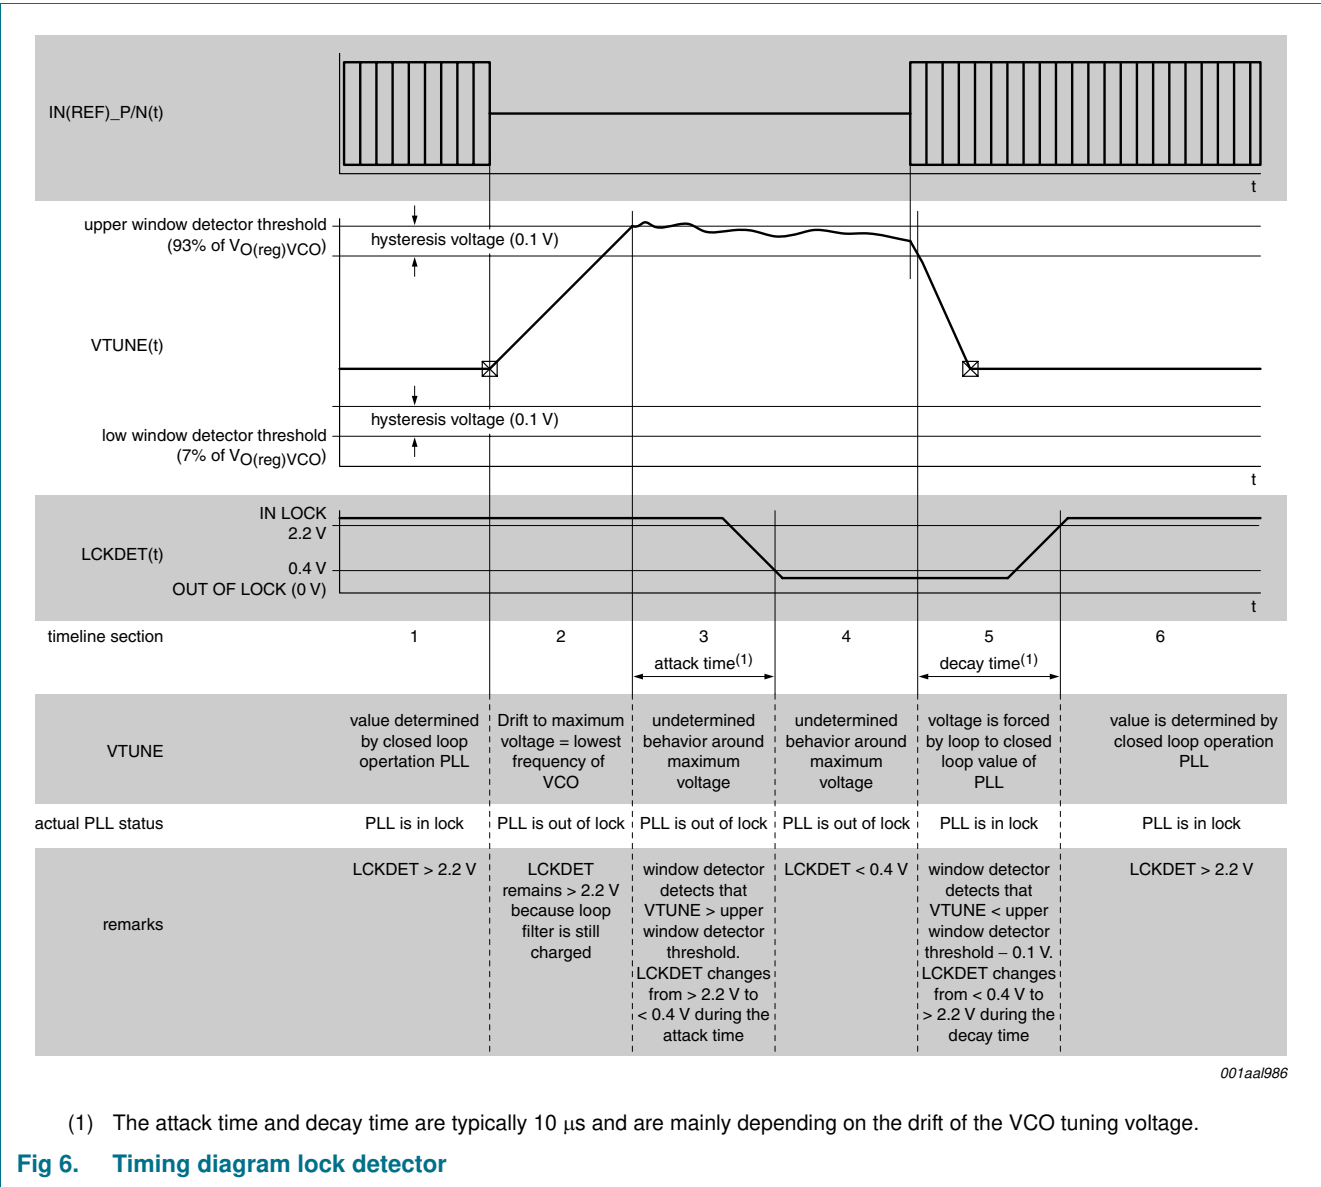 IN(REF)_P/N(t)
t
upper window detector threshold
(93% of VO(reg)VCO)
hysteresis voltage (0.1 V)
VTUNE(t)
hysteresis voltage (0.1 V)
low window detector threshold
(7% of VO(reg)VCO)
t
IN LOCK
2.2 V
LCKDET(t)
0.4 V
OUT OF LOCK (0 V)
t
timeline section
1
2
3
4
5
6
attack time(1)
decay time(1)
VTUNE
value determined
by closed loop
opertation PLL
Drift to maximum
voltage = lowest
frequency of
VCO
undetermined
behavior around
maximum
voltage
undetermined
behavior around
maximum
voltage
voltage is forced
by loop to closed
loop value of
PLL
value is determined by
closed loop operation
PLL
actual PLL status
PLL is in lock
PLL is out of lock
PLL is out of lock
PLL is out of lock
PLL is in lock
PLL is in lock
remarks
LCKDET > 2.2 V
LCKDET
remains > 2.2 V
because loop
filter is still
charged
window detector
detects that
VTUNE > upper
window detector
threshold.
LCKDET changes
from > 2.2 V to
< 0.4 V during the
attack time
LCKDET < 0.4 V
window detector
detects that
VTUNE < upper
window detector
threshold − 0.1 V.
LCKDET changes
from < 0.4 V to
> 2.2 V during the
decay time
LCKDET > 2.2 V
001aal986
(1) The attack time and decay time are typically 10 μs and are mainly depending on the drift of the VCO tuning voltage.
Fig 6. Timing diagram lock detector